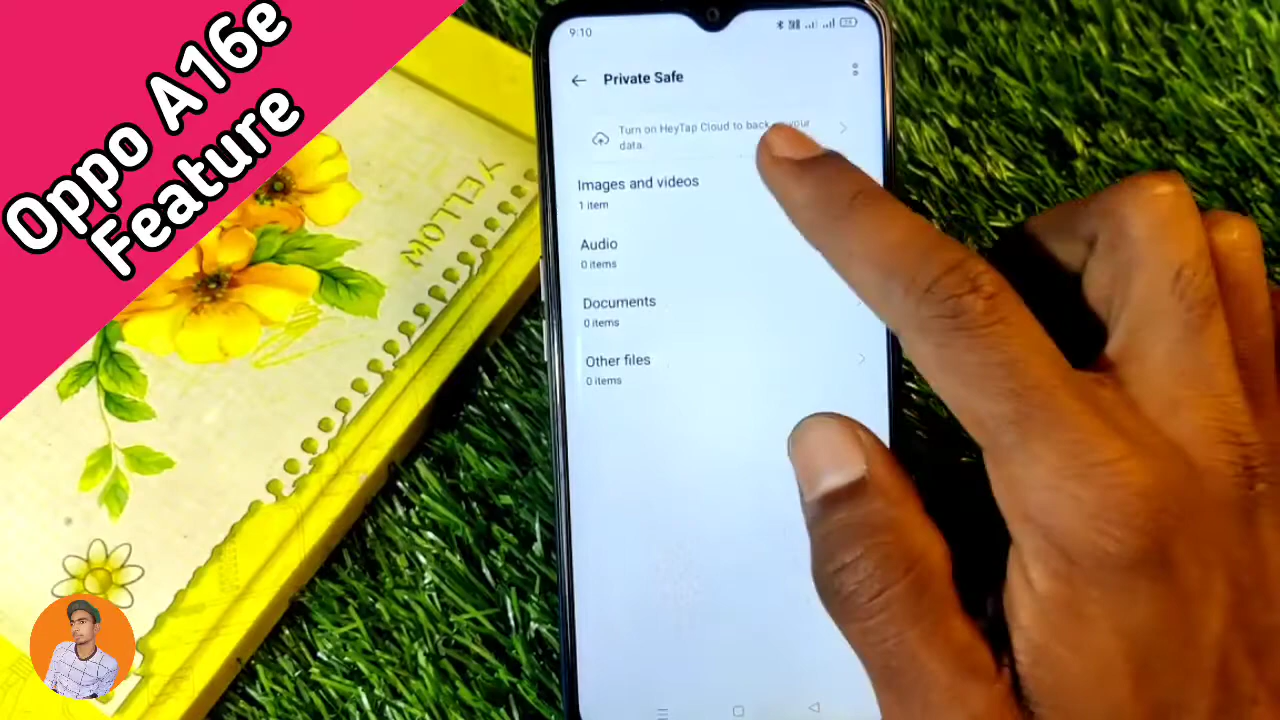 Oppo A16e
Feature
YELLOW
9:10
Private Safe
Turn on HeyTap Cloud to back your
data.
Images and videos
1 item
Audio
0 items
Documents
0 items
Other files
0 items